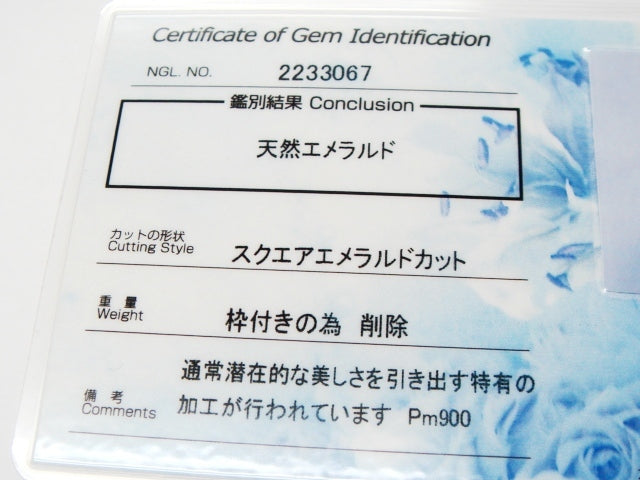 Certificate of Gem Identification
NGL. NO. 2233067
鑑別結果 Conclusion
天然エメラルド
カットの形状
Cutting Style スクエアエメラルドカット
重量
Weight 枠付きの為 削除
通常潜在的な美しさを引き出す特有の
備考
Comments 加工が行われています Pm900